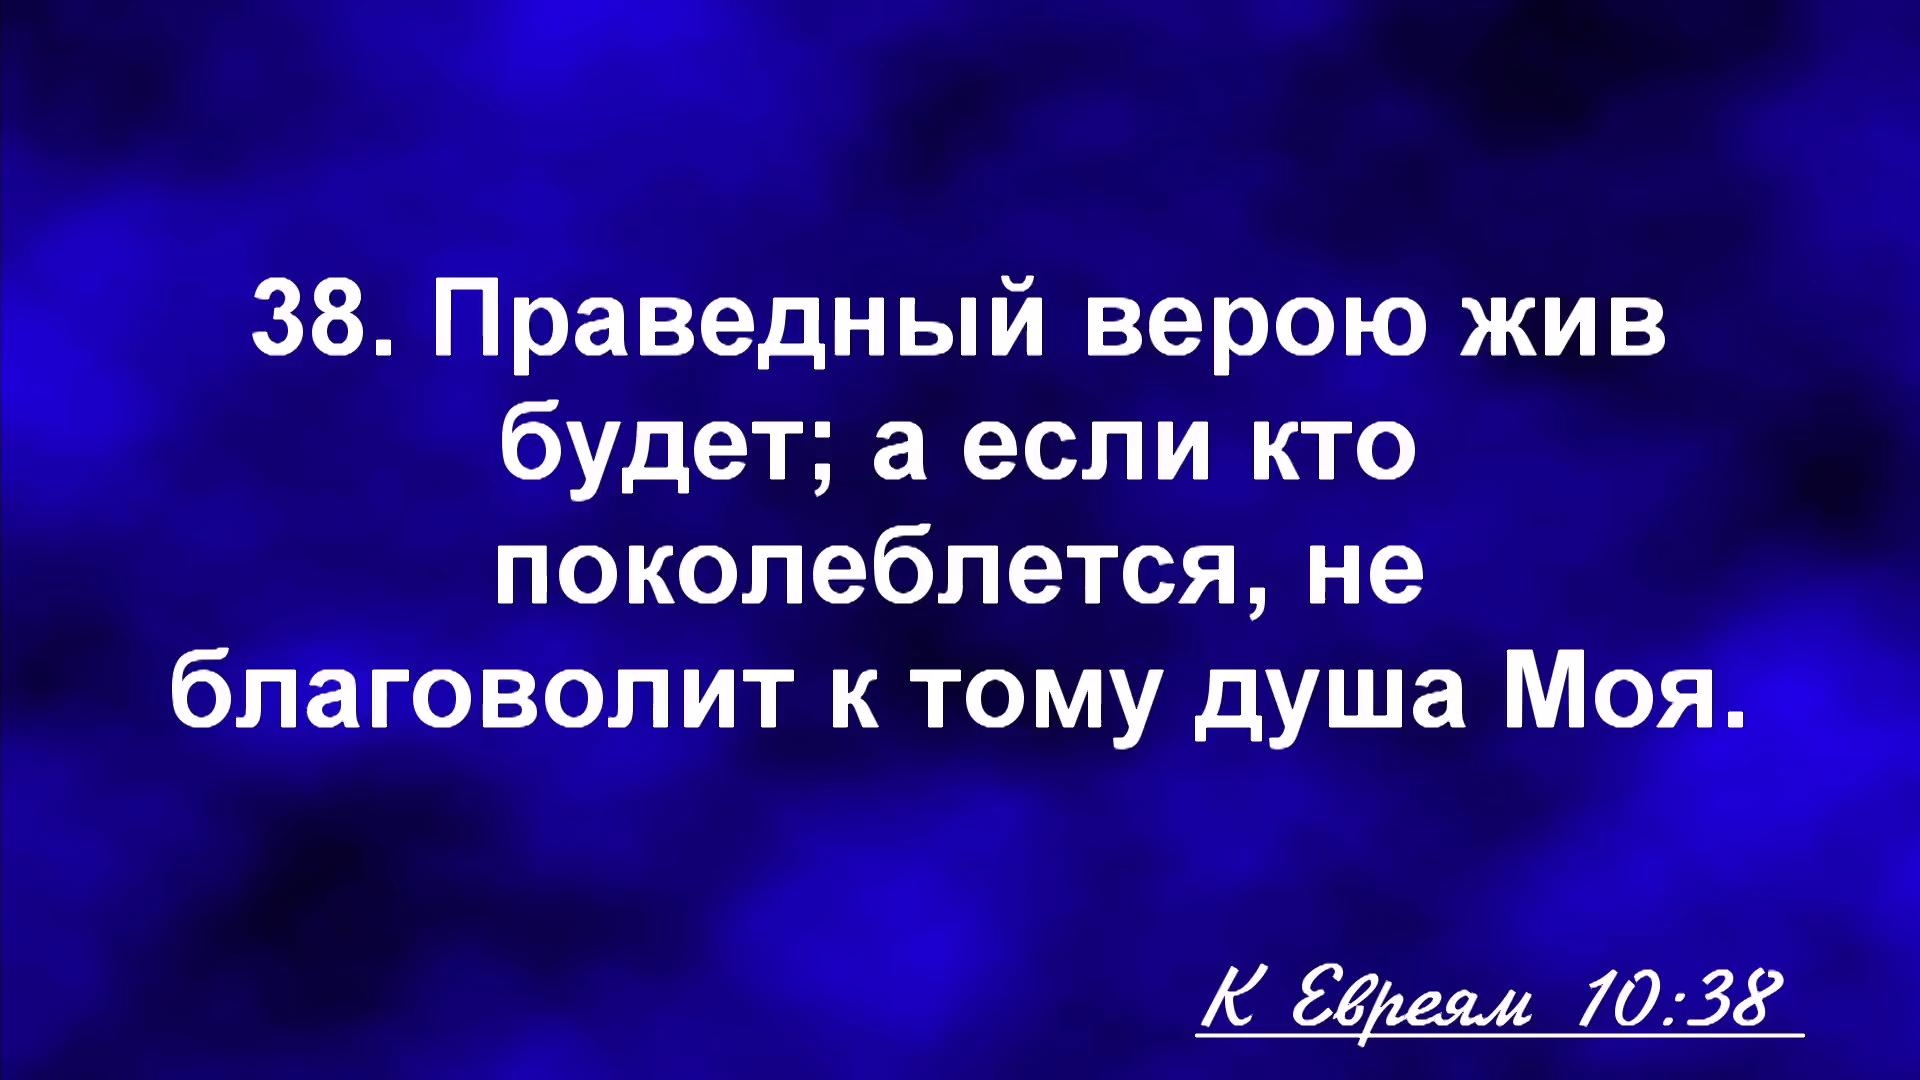 38. Праведный верою жив
будет; а если кто
поколеблется, не
благоволит к тому душа Моя.
К Евреям 10:38